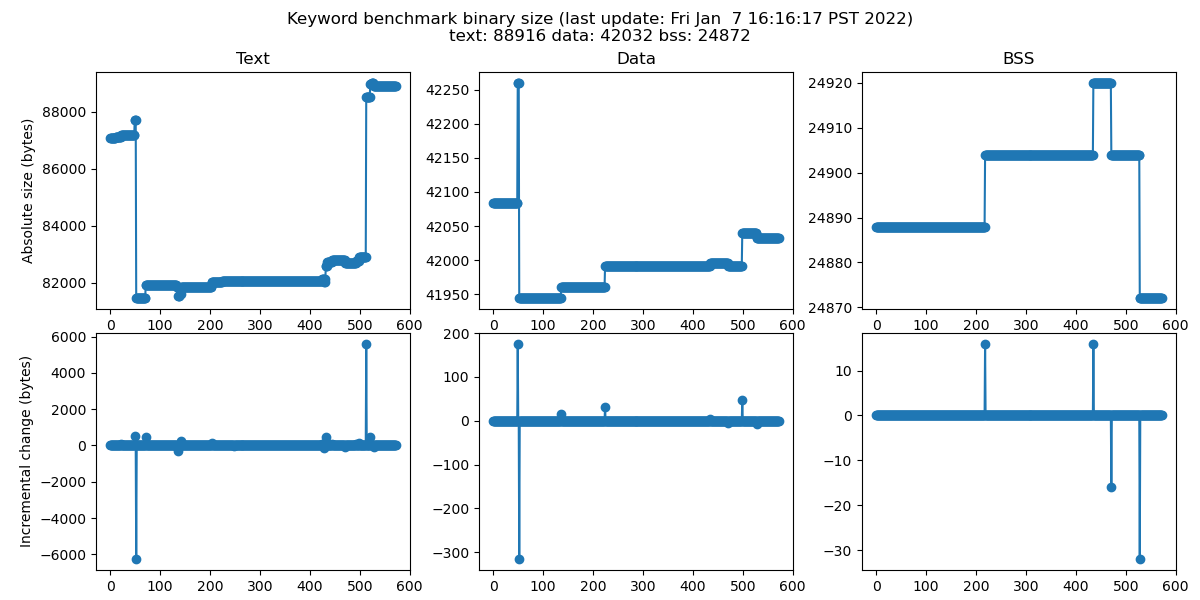 Keyword benchmark binary size (last update: Fri Jan  7 16:16:17 PST 2022)
text: 88916 data: 42032 bss: 24872
Text
Data
BSS
Absolute size (bytes)
88000
86000
84000
82000
0 100 200 300 400 500 600
42250
42200
42150
42100
42050
42000
41950
0 100 200 300 400 500 600
24920
24910
24900
24890
24880
24870
0 100 200 300 400 500 600
Incremental change (bytes)
6000
4000
2000
0
−2000
−4000
−6000
0 100 200 300 400 500 600
200
100
0
−100
−200
−300
0 100 200 300 400 500 600
10
0
−10
−20
−30
0 100 200 300 400 500 600